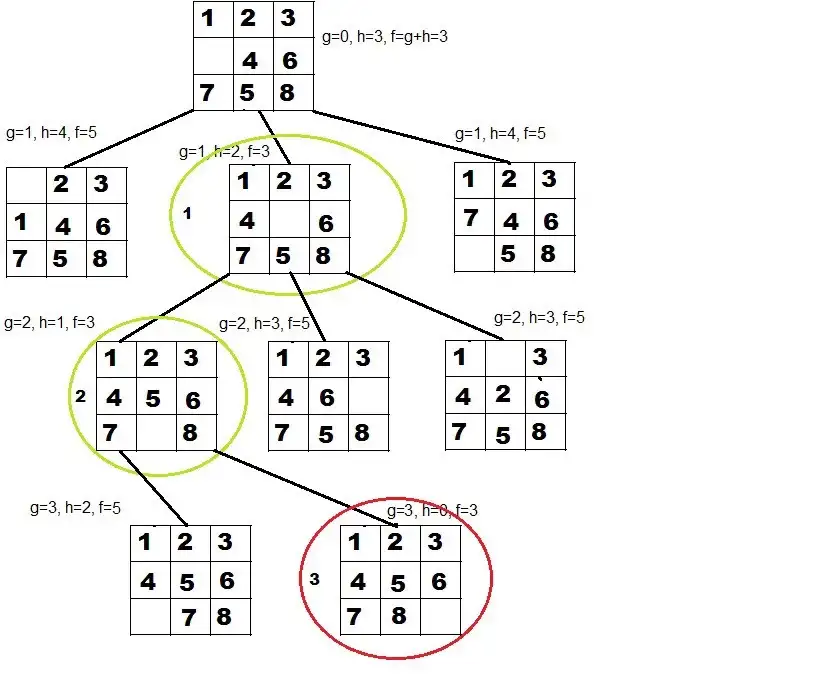 1 2 3
g=0, h=3, f=g+h=3
4 6
7 5 8
g=1, h=4, f=5
g=1, h=2, f=3
g=1, h=4, f=5
2 3
1 4 6
7 5 8
1
1 2 3
4 6
7 5 8
1 2 3
7 4 6
5 8
g=2, h=1, f=3
g=2, h=3, f=5
g=2, h=3, f=5
2
1 2 3
4 5 6
7 8
1 2 3
4 6
7 5 8
1 3
4 2 6
7 5 8
g=3, h=2, f=5
g=3, h=0, f=3
1 2 3
4 5 6
7 8
3
1 2 3
4 5 6
7 8